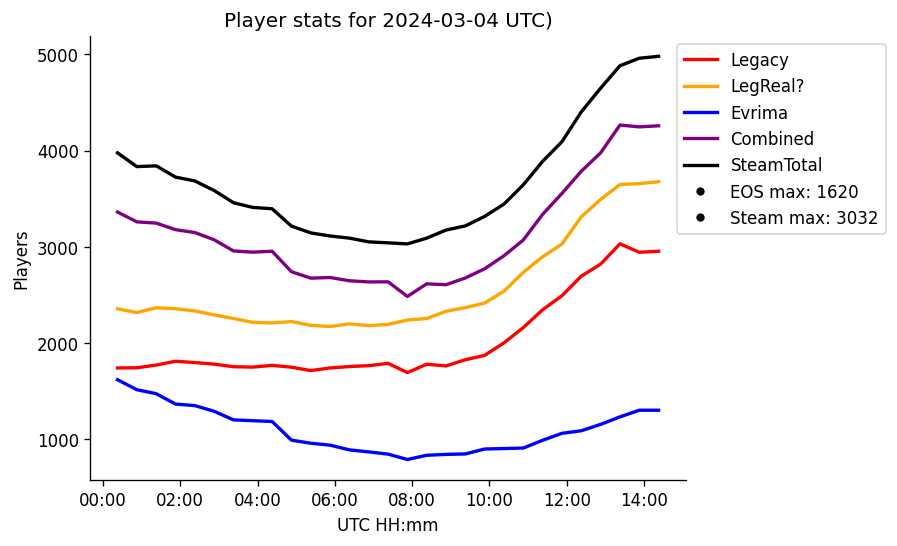 Player stats for 2024-03-04 UTC)
5000
4000
3000
2000
1000
Players
00:00 02:00 04:00 06:00 08:00 10:00 12:00 14:00
UTC HH:mm
Legacy
LegReal?
Evrima
Combined
SteamTotal
EOS max: 1620
Steam max: 3032